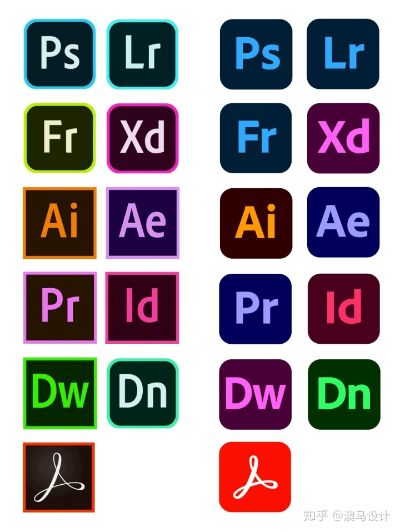 Ps Lr Ps Lr
Fr Xd Fr Xd
Ai Ae Ai Ae
Pr Id Pr Id
Dw Dn Dw Dn
知乎 @澳马设计